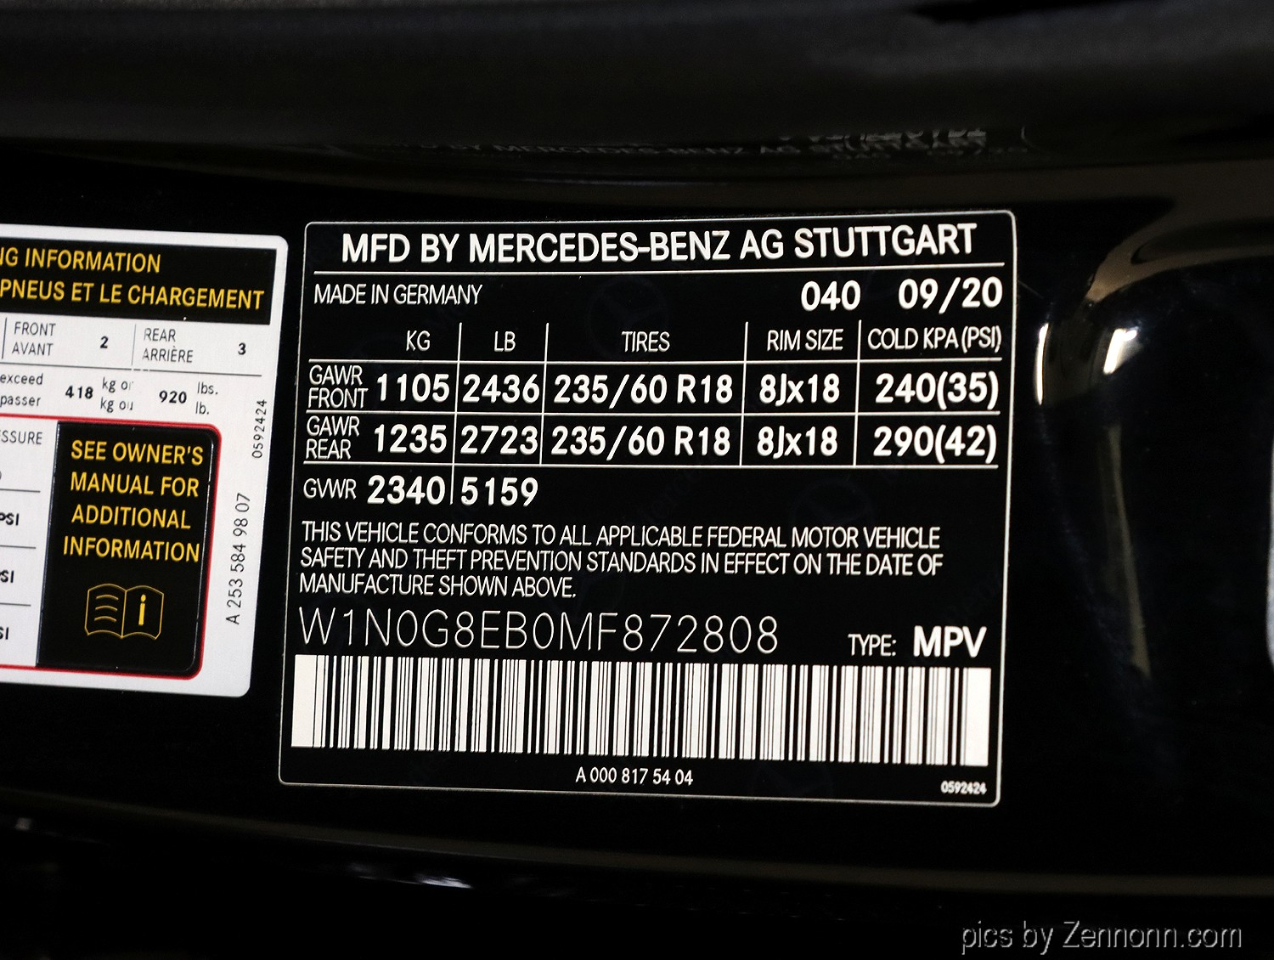 NG INFORMATION
PNEUS ET LE CHARGEMENT
FRONT
AVANT
2
REAR
ARRIÈRE
3
exceed
passer
418
kg or
kg ou
920
lbs.
lb.
SSURE
PSI
SI
SI
SEE OWNER'S
MANUAL FOR
ADDITIONAL
INFORMATION
i
0592424
A 253 584 98 07
MFD BY MERCEDES-BENZ AG STUTTGART
MADE IN GERMANY 040 09/20
KG LB TIRES RIM SIZE COLD KPA(PSI)
GAWR
FRONT 1105 2436 235/60 R18 8Jx18 240(35)
GAWR
REAR 1235 2723 235/60 R18 8Jx18 290(42)
GVWR 2340 5159
THIS VEHICLE CONFORMS TO ALL APPLICABLE FEDERAL MOTOR VEHICLE
SAFETY AND THEFT PREVENTION STANDARDS IN EFFECT ON THE DATE OF
MANUFACTURE SHOWN ABOVE.
W1N0G8EB0MF872808 TYPE: MPV
A 000 817 54 04
0592424
pics by Zennonn.com